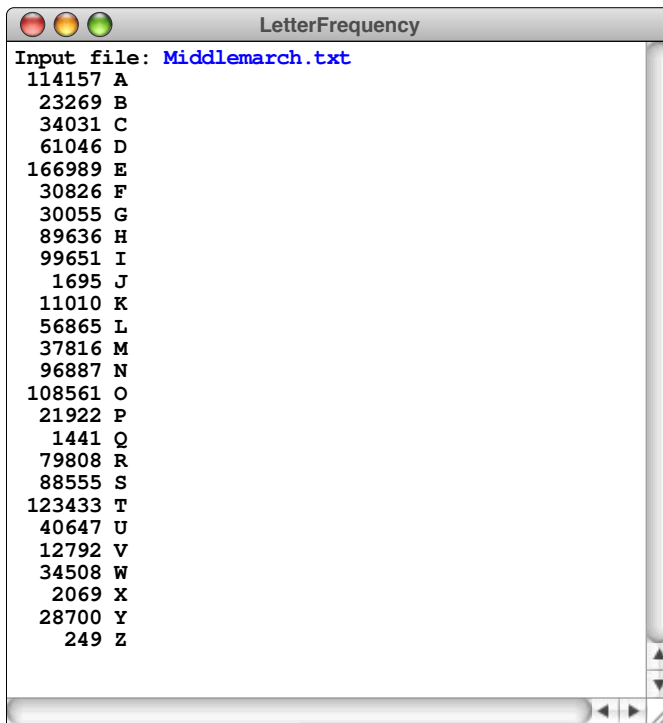 LetterFrequency
Input file: Middlemarch.txt
114157 A
23269 B
34031 C
61046 D
166989 E
30826 F
30055 G
89636 H
99651 I
1695 J
11010 K
56865 L
37816 M
96887 N
108561 O
21922 P
1441 Q
79808 R
88555 S
123433 T
40647 U
12792 V
34508 W
2069 X
28700 Y
249 Z